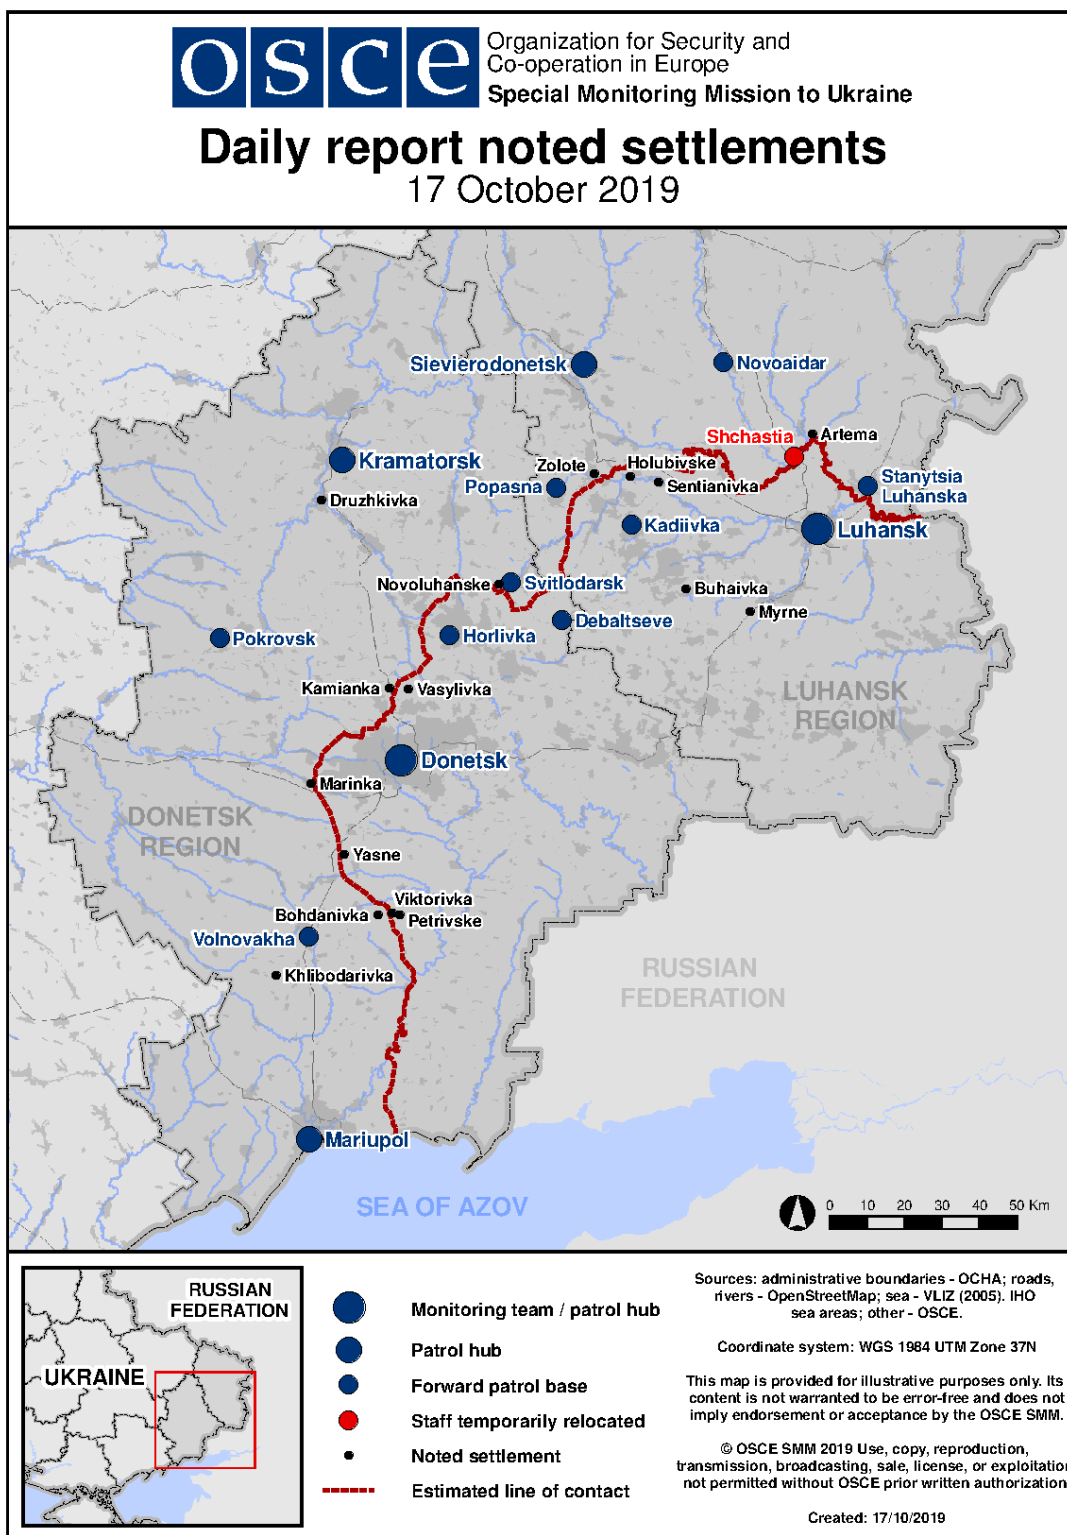 osce
Organization for Security and
Co-operation in Europe
Special Monitoring Mission to Ukraine
Daily report noted settlements
17 October 2019
Sievierodonetsk
Novoaidar
Shchastia
Artema
Kramatorsk
Zolote
Holubivske
Stanytsia
Luhanska
Popasna
Sentianivka
Druzhkivka
Kadiivka
Luhansk
Novoluhanske
Svitlodarsk
Buhaivka
Debaltseve
Myrne
Pokrovsk
Horlivka
Kamianka
Vasylivka
LUHANSK
REGION
Donetsk
Marinka
DONETSK
REGION
Yasne
Viktorivka
Bohdanivka
Petrivske
Volnovakha
Khlibodarivka
RUSSIAN
FEDERATION
Mariupol
SEA OF AZOV
0 10 20 30 40 50 Km
RUSSIAN
FEDERATION
UKRAINE
Monitoring team / patrol hub
Patrol hub
Forward patrol base
Staff temporarily relocated
Noted settlement
Estimated line of contact
Sources: administrative boundaries - OCHA; roads,
rivers - OpenStreetMap; sea - VLIZ (2005). IHO
sea areas; other - OSCE.
Coordinate system: WGS 1984 UTM Zone 37N
This map is provided for illustrative purposes only. Its
content is not warranted to be error-free and does not
imply endorsement or acceptance by the OSCE SMM.
© OSCE SMM 2019 Use, copy, reproduction,
transmission, broadcasting, sale, license, or exploitation
not permitted without OSCE prior written authorization
Created: 17/10/2019